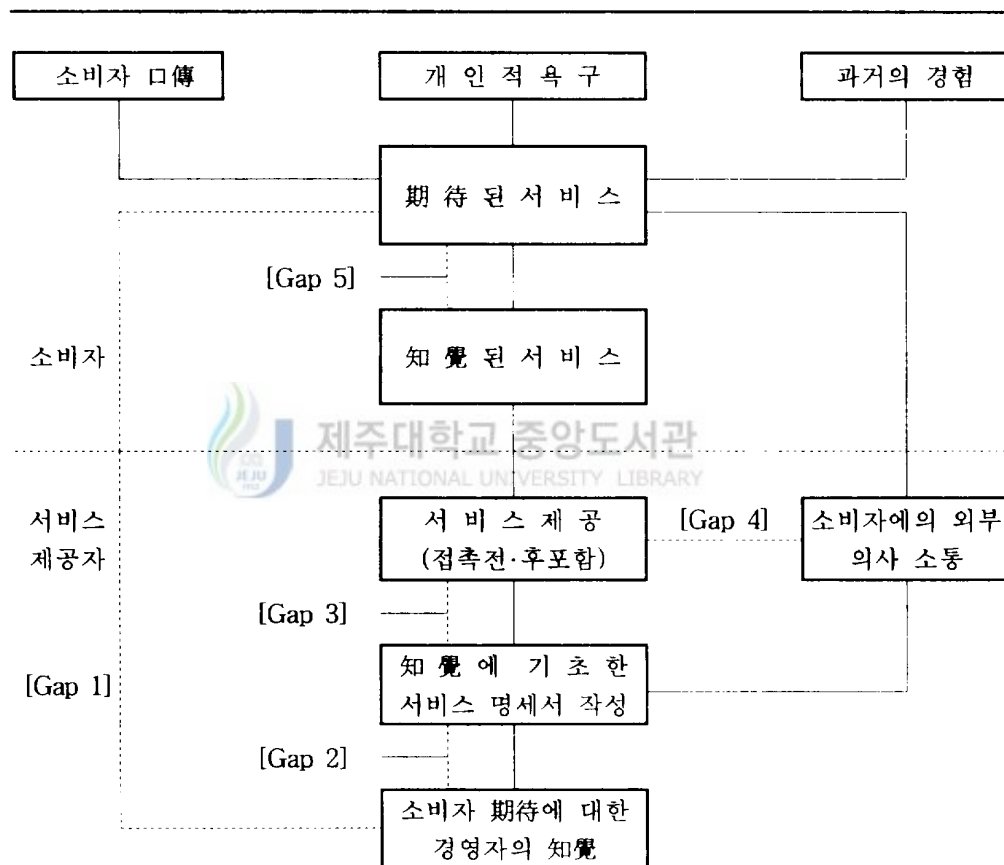 소비자 口傳
개 인 적 욕 구
과거의 경험
期 待 된 서 비 스
[Gap 5]
소비자
知 覺 된 서 비 스
제주대학교 중앙도서관
JEJU NATIONAL UNIVERSITY LIBRARY
JEJU
1952
서비스
제공자
서 비 스 제 공
(접촉전·후포함)
[Gap 4]
소비자에의 외부
의사 소통
[Gap 3]
知 覺 에 기 초 한
서비스 명세서 작성
[Gap 1]
[Gap 2]
소비자 期待에 대한
경영자의 知覺